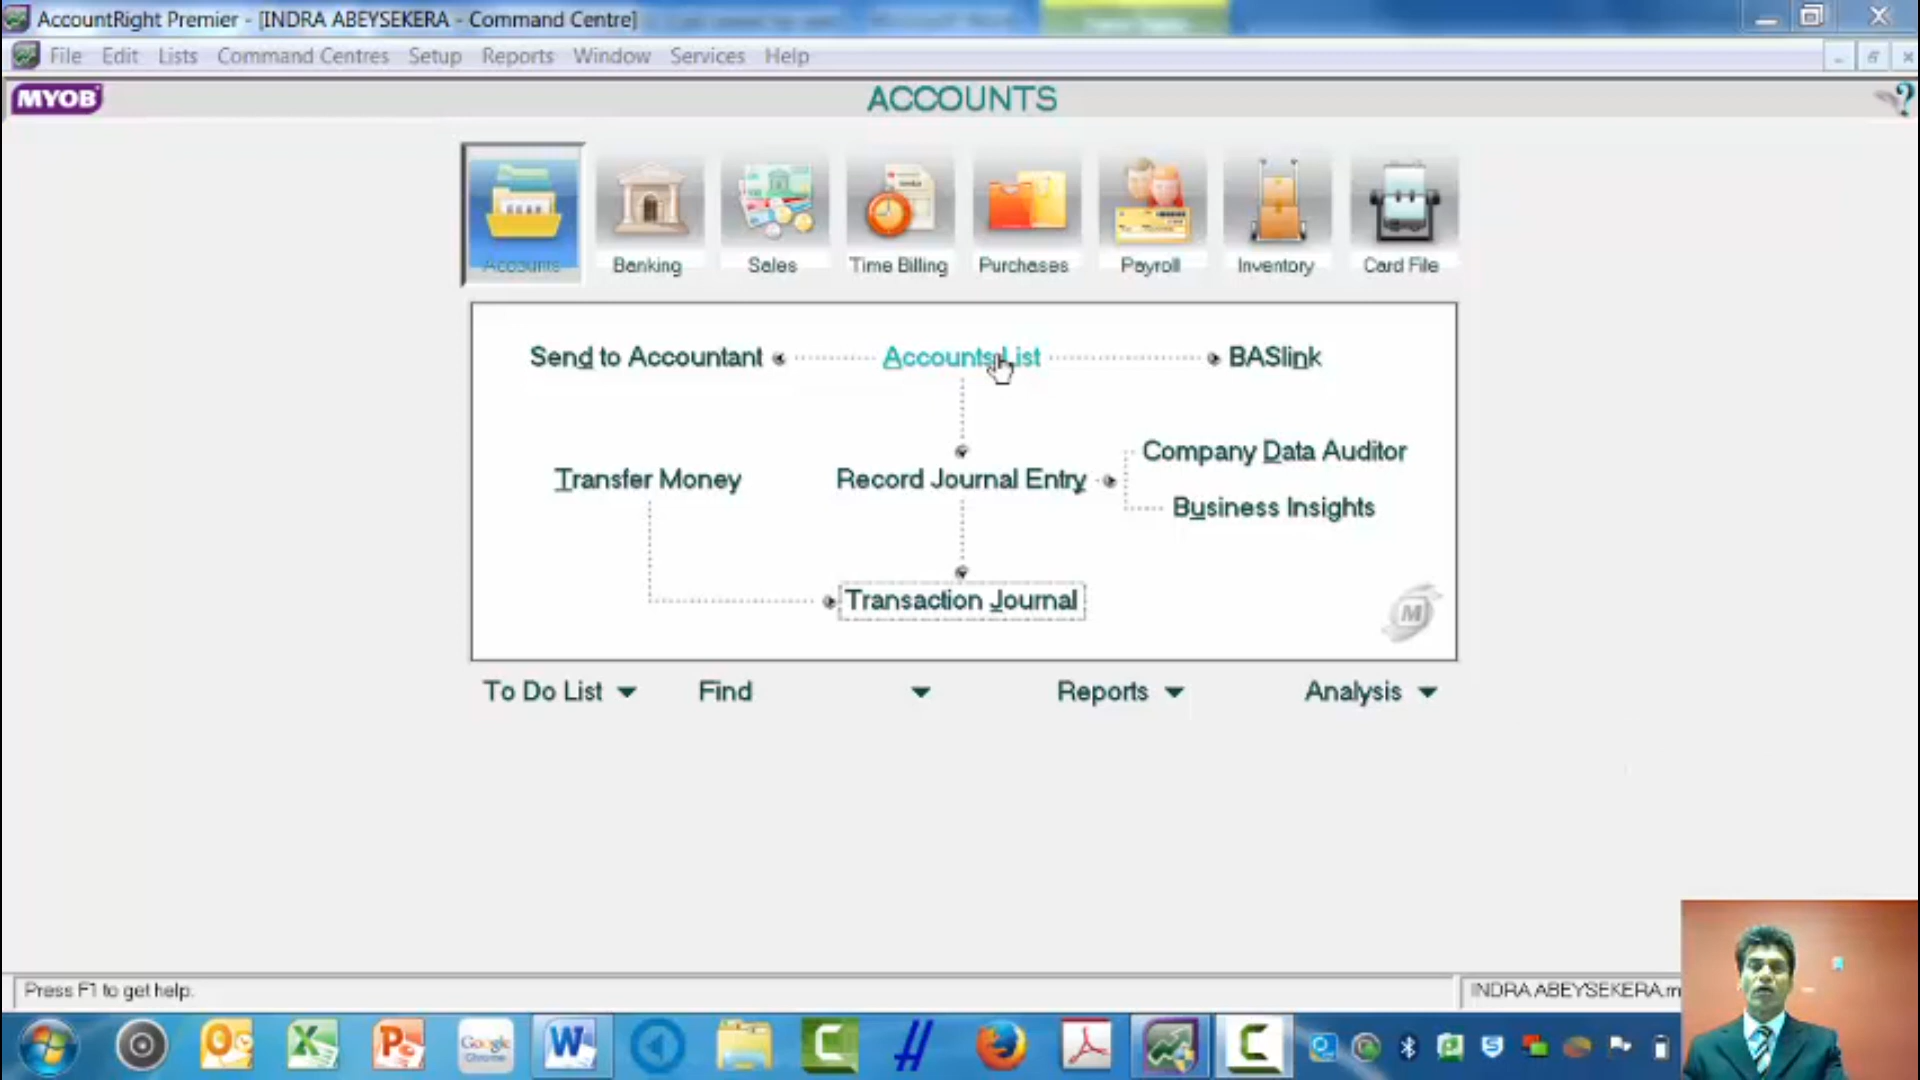 AccountRight Premier - [INDRA ABEYSEKERA - Command Centre]
File Edit Lists Command Centres Setup Reports Window Services Help
MYOB
ACCOUNTS
Accounts Banking Sales Time Billing Purchases Payroll Inventory Card File
Send to Accountant Accounts List BASlink
Company Data Auditor
Transfer Money Record Journal Entry
Business Insights
Transaction Journal
M
To Do List Find Reports Analysis
Press F1 to get help.
INDRA ABEYSEKERA.m
Google